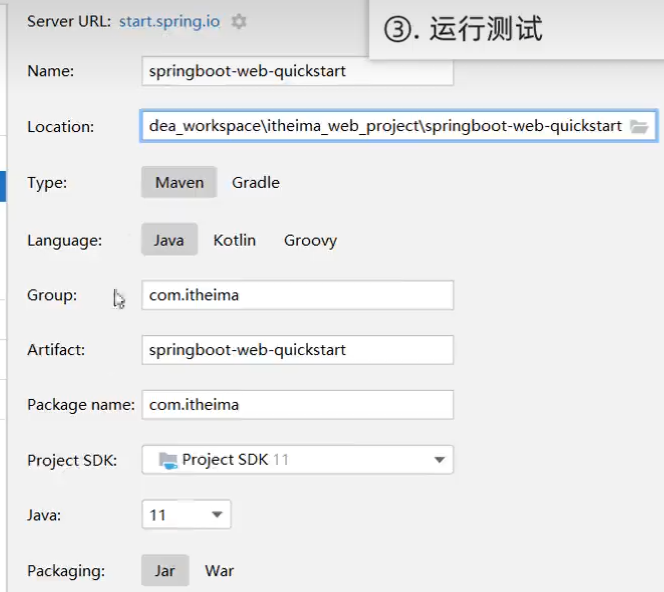 Server URL: start.spring.io
③. 运行测试
Name: springboot-web-quickstart
Location: dea_workspace\itheima_web_project\springboot-web-quickstart
Type: Maven Gradle
Language: Java Kotlin Groovy
Group: com.itheima
Artifact: springboot-web-quickstart
Package name: com.itheima
Project SDK: Project SDK 11
Java: 11
Packaging: Jar War